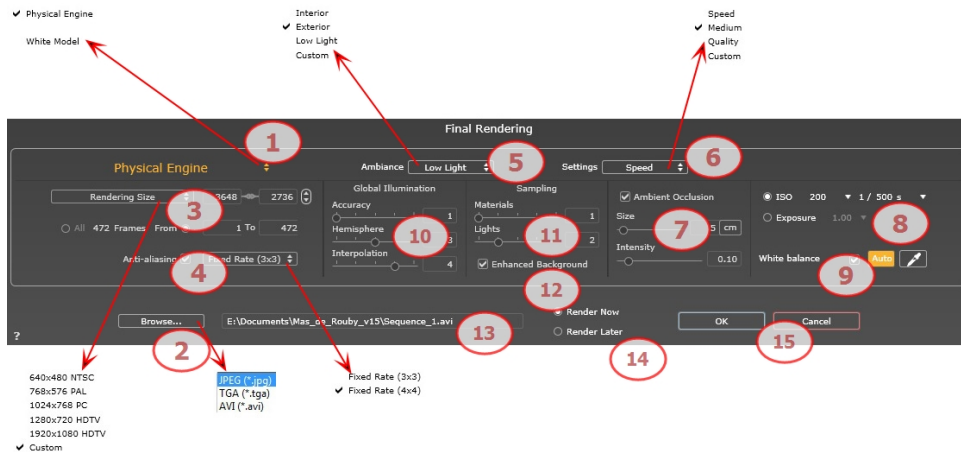 Physical Engine
White Model
Interior
Exterior
Low Light
Custom
Speed
Medium
Quality
Custom
Final Rendering
1
Physical Engine
Ambiance Low Light 5 Settings Speed 6
Rendering Size 3 3648 2736
All 472 Frames From 1 To 472
Anti-aliasing 4 Fixed Rate (3x3)
Global Illumination
Accuracy 1
Hemisphere 10 3
Interpolation 4
Sampling
Materials 1
Lights 11 2
Enhanced Background
12
Ambient Occlusion
Size 7 5 cm
Intensity
0.10
ISO 200 1 / 500 s
Exposure 1.00 8
White balance 9 Auto
Browse... E:\Documents\Mas_de_Rouby_v15\Sequence_1.avi 13
2
Render Now
Render Later
14
OK Cancel
15
?
640x480 NTSC
768x576 PAL
1024x768 PC
1280x720 HDTV
1920x1080 HDTV
Custom
JPEG (*.jpg)
TGA (*.tga)
AVI (*.avi)
Fixed Rate (3x3)
Fixed Rate (4x4)